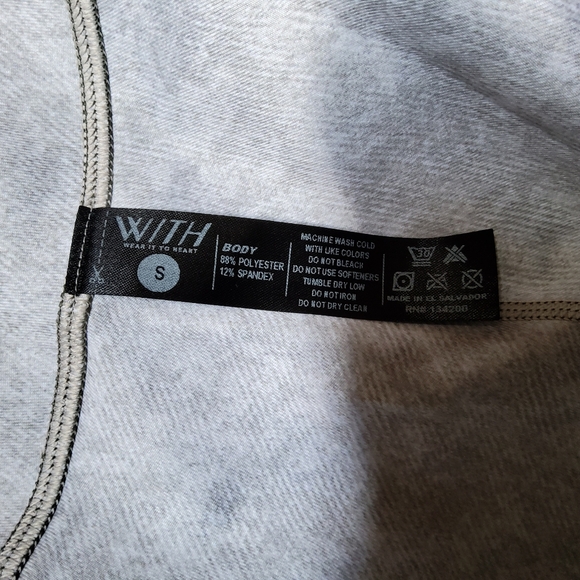 WITH
WEAR IT TO HEART
S
BODY
88% POLYESTER
12% SPANDEX
MACHINE WASH COLD
WITH LIKE COLORS
DO NOT BLEACH
DO NOT USE SOFTENERS
TUMBLE DRY LOW
DO NOT IRON
DO NOT DRY CLEAN
30
MADE IN EL SALVADOR
RN# 134200